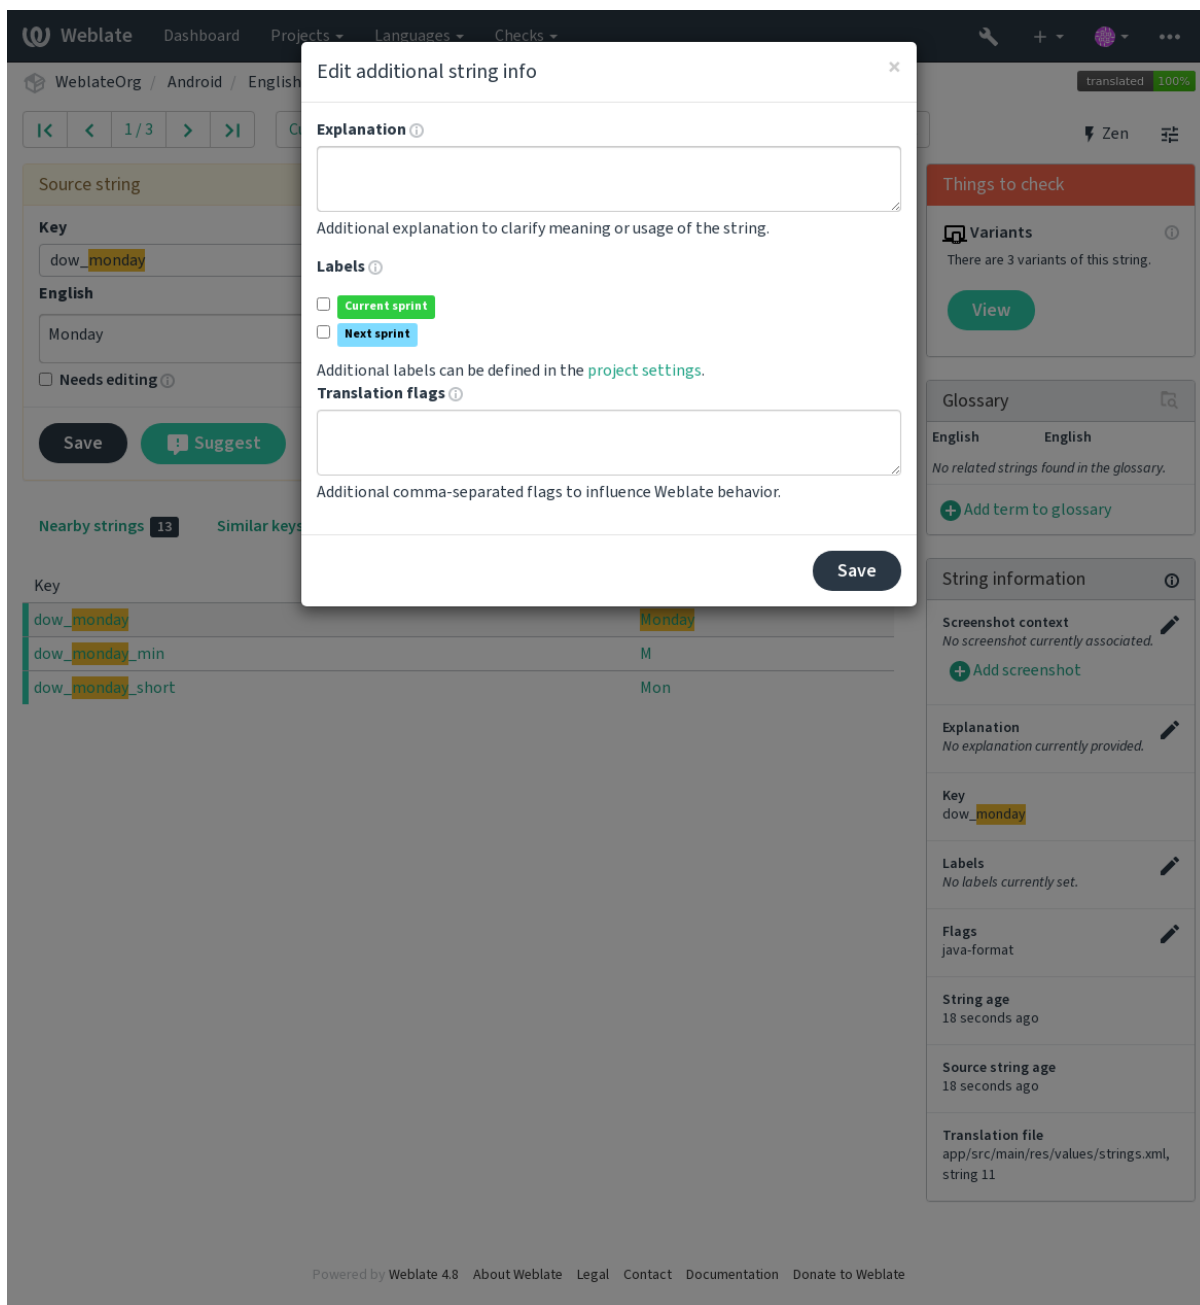 Weblate Dashboard Projects Languages Checks
WeblateOrg / Android / English
translated 100%
1 / 3
Zen
Edit additional string info
×
Explanation
Additional explanation to clarify meaning or usage of the string.
Labels
Current sprint
Next sprint
Additional labels can be defined in the project settings.
Translation flags
Additional comma-separated flags to influence Weblate behavior.
Save
Source string
Key
dow_monday
English
Monday
Needs editing
Save Suggest
Nearby strings 13 Similar keys
Key
dow_monday Monday
dow_monday_min M
dow_monday_short Mon
Things to check
Variants
There are 3 variants of this string.
View
Glossary
English English
No related strings found in the glossary.
Add term to glossary
String information
Screenshot context
No screenshot currently associated.
Add screenshot
Explanation
No explanation currently provided.
Key
dow_monday
Labels
No labels currently set.
Flags
java-format
String age
18 seconds ago
Source string age
18 seconds ago
Translation file
app/src/main/res/values/strings.xml,
string 11
Powered by Weblate 4.8 About Weblate Legal Contact Documentation Donate to Weblate